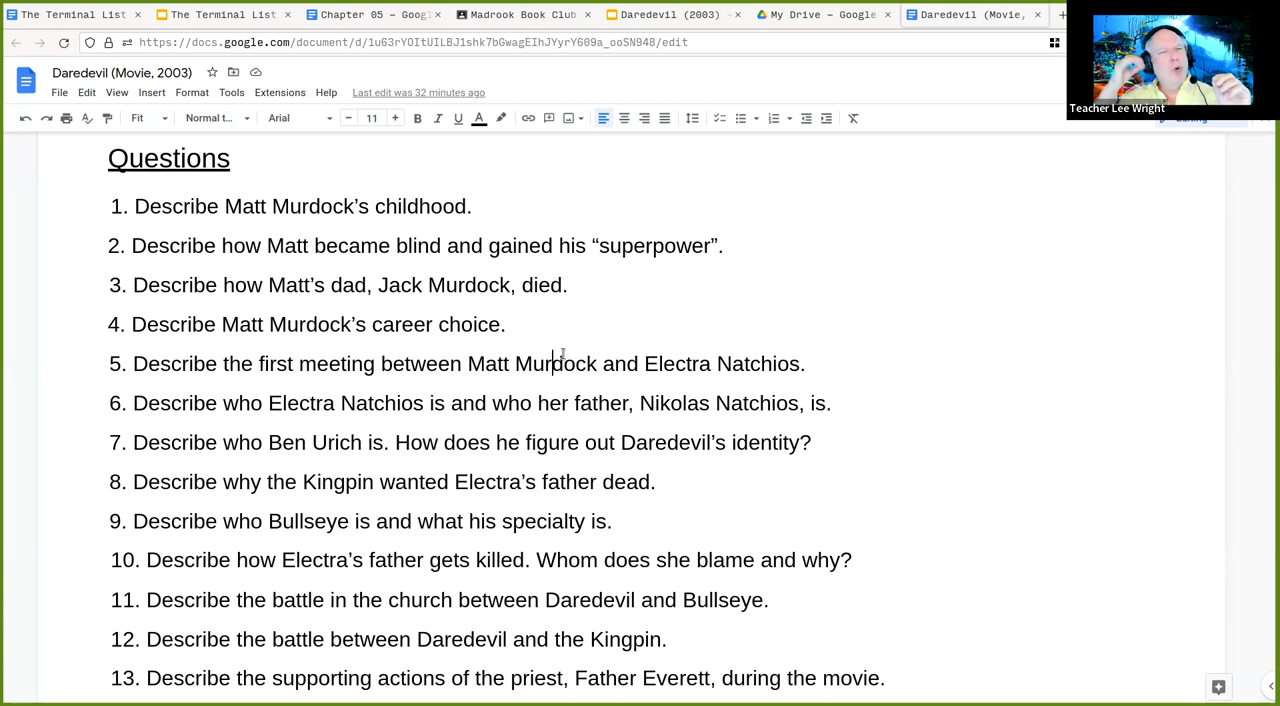 The Terminal List
The Terminal List
Chapter 05 – Goog
Madrook Book Club
Daredevil (2003) -
My Drive – Google
Daredevil (Movie,
https://docs.google.com/document/d/1u63rYOItUILBJ1shk7bGwagEIhJYyrY609a_ooSN948/edit
Teacher Lee Wright
Daredevil (Movie, 2003)
File Edit View Insert Format Tools Extensions Help Last edit was 32 minutes ago
Fit Normal t... Arial − 11 + B I U A
Questions
1. Describe Matt Murdock’s childhood.
2. Describe how Matt became blind and gained his “superpower”.
3. Describe how Matt’s dad, Jack Murdock, died.
4. Describe Matt Murdock’s career choice.
5. Describe the first meeting between Matt Murdock and Electra Natchios.
6. Describe who Electra Natchios is and who her father, Nikolas Natchios, is.
7. Describe who Ben Urich is. How does he figure out Daredevil’s identity?
8. Describe why the Kingpin wanted Electra’s father dead.
9. Describe who Bullseye is and what his specialty is.
10. Describe how Electra’s father gets killed. Whom does she blame and why?
11. Describe the battle in the church between Daredevil and Bullseye.
12. Describe the battle between Daredevil and the Kingpin.
13. Describe the supporting actions of the priest, Father Everett, during the movie.